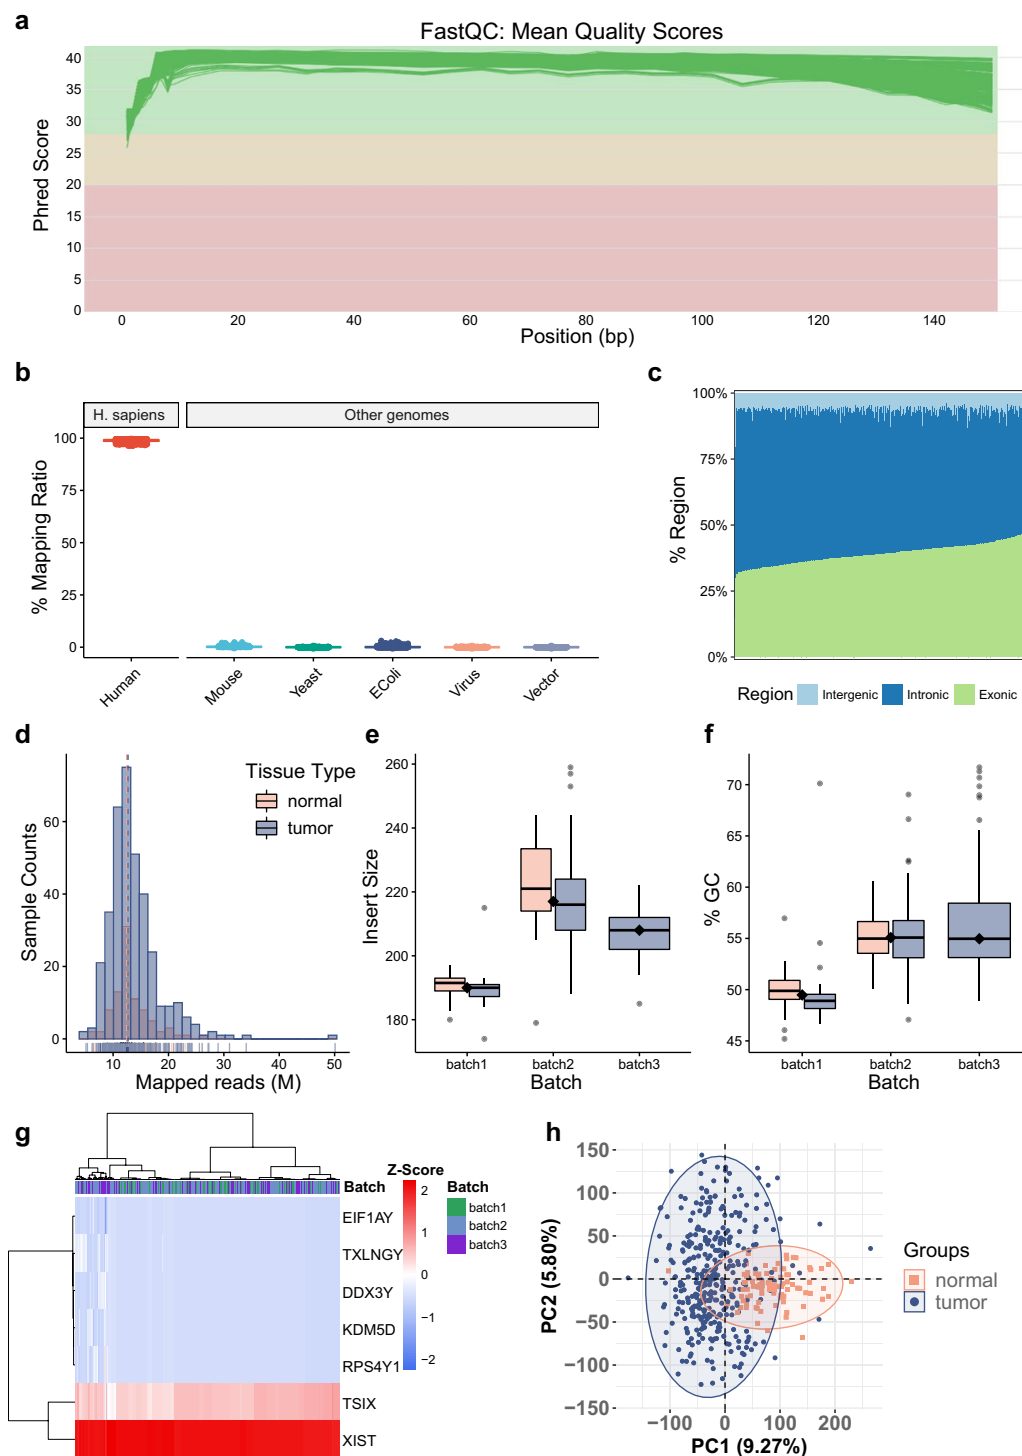 a
FastQC: Mean Quality Scores
Phred Score
40
35
30
25
20
15
10
5
0
0 20 40 60 80 100 120 140
Position (bp)
b
H. sapiens Other genomes
% Mapping Ratio
100
75
50
25
0
Human Mouse Yeast EColi Virus Vector
c
% Region
100%
75%
50%
25%
0%
Region Intergenic Intronic Exonic
d
Tissue Type
normal
tumor
Sample Counts
60
40
20
0
10 20 30 40 50
Mapped reads (M)
e
Insert Size
260
240
220
200
180
batch1 batch2 batch3
Batch
f
% GC
70
65
60
55
50
45
batch1 batch2 batch3
Batch
g
Batch
EIF1AY
TXLNGY
DDX3Y
KDM5D
RPS4Y1
TSIX
XIST
Z-Score
2
1
0
−1
−2
Batch
batch1
batch2
batch3
h
PC2 (5.80%)
150
100
50
0
−50
−100
−150
−100 0 100 200
PC1 (9.27%)
Groups
normal
tumor